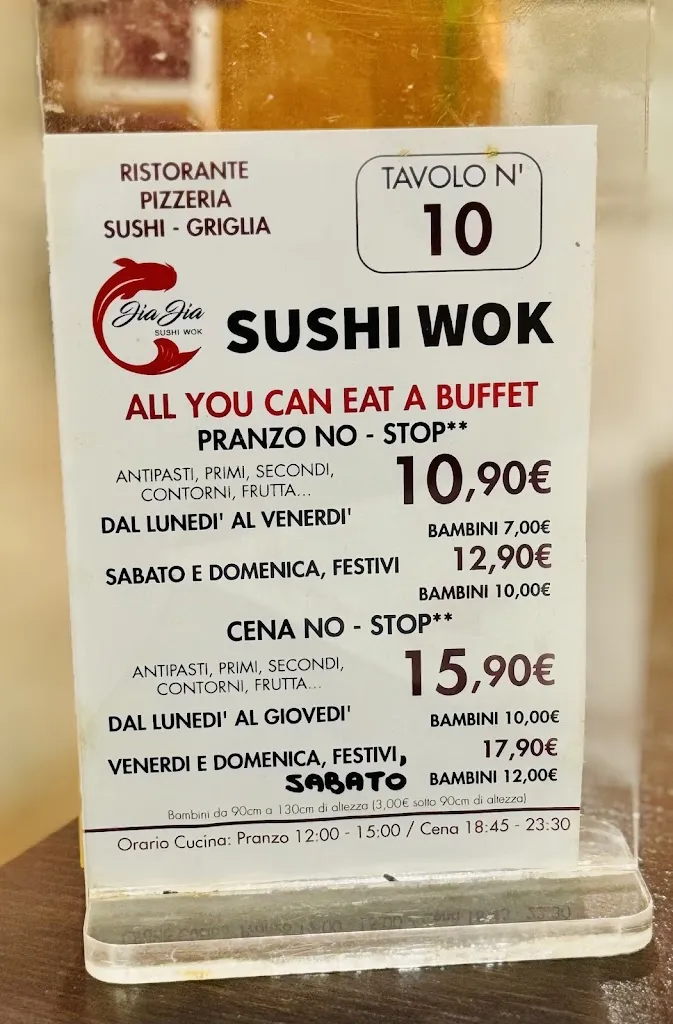 RISTORANTE
PIZZERIA
SUSHI - GRIGLIA
TAVOLO N'
10
Jia Jia
SUSHI WOK
SUSHI WOK
ALL YOU CAN EAT A BUFFET
PRANZO NO - STOP**
ANTIPASTI, PRIMI, SECONDI,
CONTORNI, FRUTTA...
10,90€
DAL LUNEDI' AL VENERDI'
BAMBINI 7,00€
SABATO E DOMENICA, FESTIVI
12,90€
BAMBINI 10,00€
CENA NO - STOP**
ANTIPASTI, PRIMI, SECONDI,
CONTORNI, FRUTTA...
15,90€
DAL LUNEDI' AL GIOVEDI'
BAMBINI 10,00€
VENERDI E DOMENICA, FESTIVI,
SABATO
17,90€
BAMBINI 12,00€
Bambini da 90cm a 130cm di altezza (3,00€ sotto 90cm di altezza)
Orario Cucina: Pranzo 12:00 - 15:00 / Cena 18:45 - 23:30